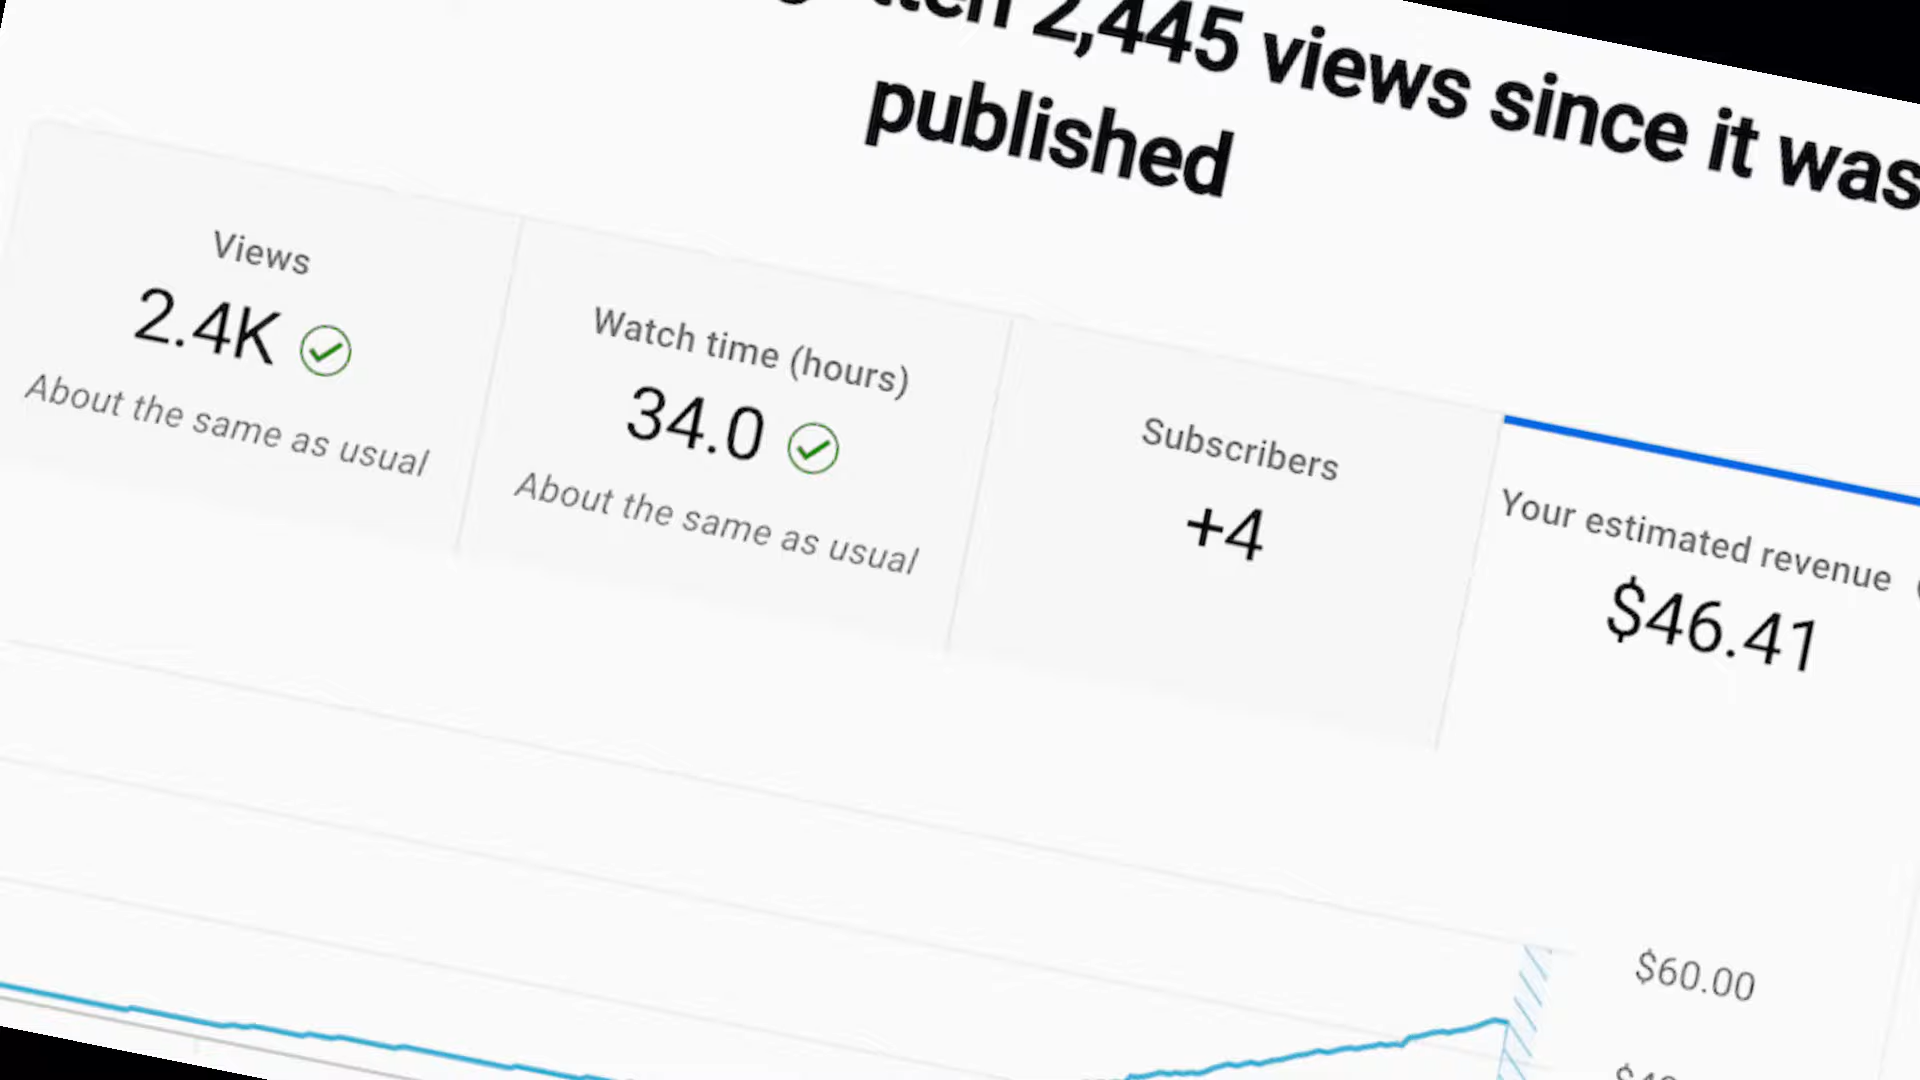 2,445 views since it was
published
Views
2.4K
About the same as usual
Watch time (hours)
34.0
About the same as usual
Subscribers
+4
Your estimated revenue
$46.41
$60.00